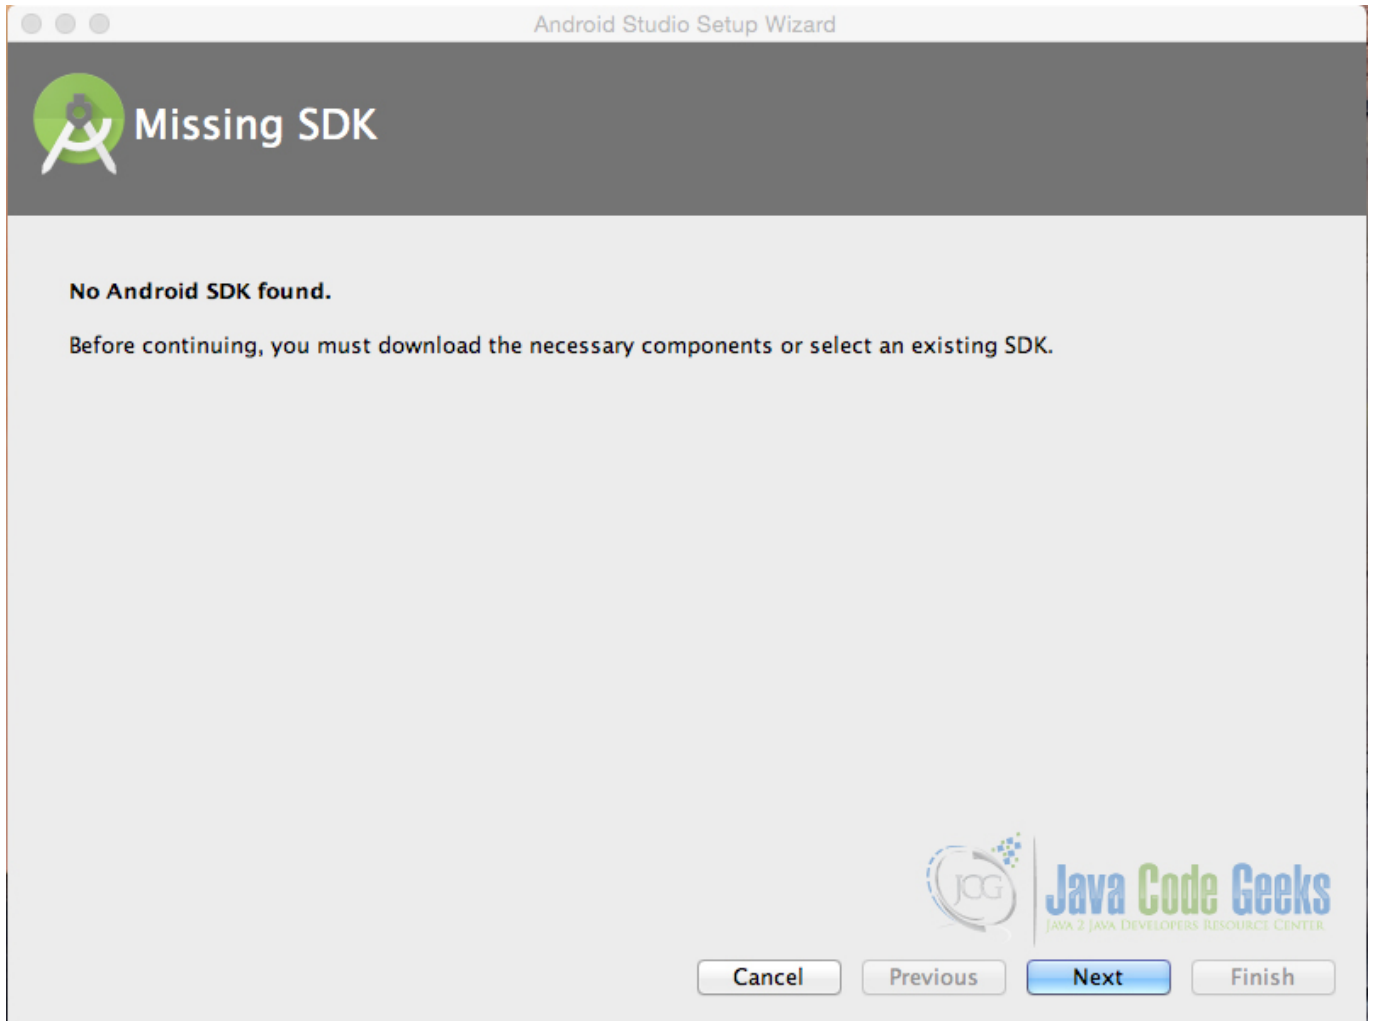 Android Studio Setup Wizard
Missing SDK
No Android SDK found.
Before continuing, you must download the necessary components or select an existing SDK.
JCG
Java Code Geeks
JAVA 2 JAVA DEVELOPERS RESOURCE CENTER
Cancel
Previous
Next
Finish